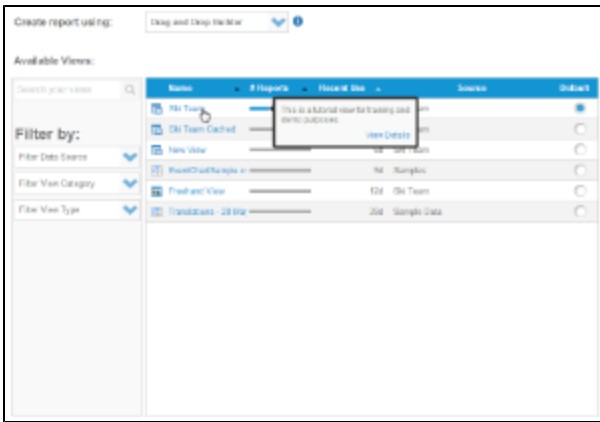 Create report using:
Drag and Drop Builder
Available Views:
Search your views
Name
# Reports
Recent Use
Source
Default
Ski Team
This is a tutorial view for training and
demo purposes
View Details
Filter by:
Ski Team Cached
Filter Data Source
New View
Ski Team
9d
Samples
Filter View Category
Freehand View
12d
Ski Team
Filter View Type
Sample Data